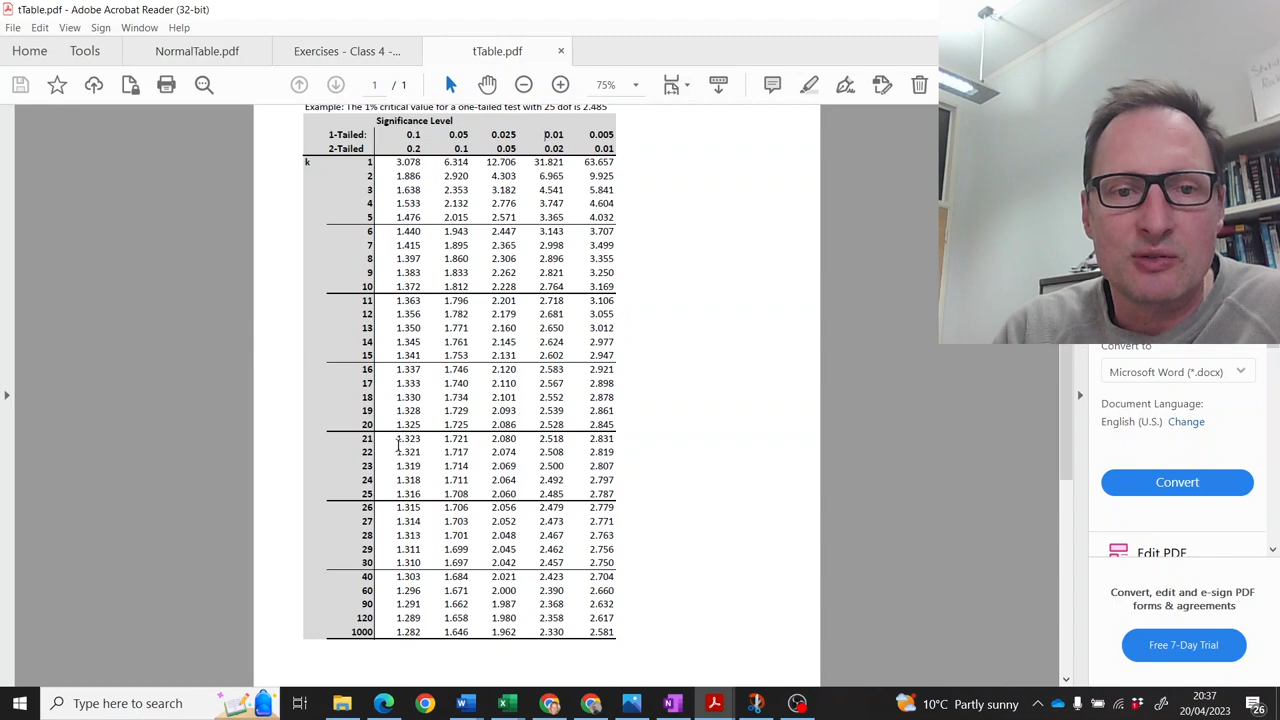 tTable.pdf - Adobe Acrobat Reader (32-bit)
File Edit View Sign Window Help
Home Tools NormalTable.pdf Exercises - Class 4 -... tTable.pdf ×
1 / 1 75%
Example: The 1% critical value for a one-tailed test with 25 dof is 2.485
Significance Level
1-Tailed: 0.1 0.05 0.025 0.01 0.005
2-Tailed 0.2 0.1 0.05 0.02 0.01
k 1 3.078 6.314 12.706 31.821 63.657
2 1.886 2.920 4.303 6.965 9.925
3 1.638 2.353 3.182 4.541 5.841
4 1.533 2.132 2.776 3.747 4.604
5 1.476 2.015 2.571 3.365 4.032
6 1.440 1.943 2.447 3.143 3.707
7 1.415 1.895 2.365 2.998 3.499
8 1.397 1.860 2.306 2.896 3.355
9 1.383 1.833 2.262 2.821 3.250
10 1.372 1.812 2.228 2.764 3.169
11 1.363 1.796 2.201 2.718 3.106
12 1.356 1.782 2.179 2.681 3.055
13 1.350 1.771 2.160 2.650 3.012
14 1.345 1.761 2.145 2.624 2.977
15 1.341 1.753 2.131 2.602 2.947
16 1.337 1.746 2.120 2.583 2.921
17 1.333 1.740 2.110 2.567 2.898
18 1.330 1.734 2.101 2.552 2.878
19 1.328 1.729 2.093 2.539 2.861
20 1.325 1.725 2.086 2.528 2.845
21 1.323 1.721 2.080 2.518 2.831
22 1.321 1.717 2.074 2.508 2.819
23 1.319 1.714 2.069 2.500 2.807
24 1.318 1.711 2.064 2.492 2.797
25 1.316 1.708 2.060 2.485 2.787
26 1.315 1.706 2.056 2.479 2.779
27 1.314 1.703 2.052 2.473 2.771
28 1.313 1.701 2.048 2.467 2.763
29 1.311 1.699 2.045 2.462 2.756
30 1.310 1.697 2.042 2.457 2.750
40 1.303 1.684 2.021 2.423 2.704
60 1.296 1.671 2.000 2.390 2.660
90 1.291 1.662 1.987 2.368 2.632
120 1.289 1.658 1.980 2.358 2.617
1000 1.282 1.646 1.962 2.330 2.581
Convert to
Microsoft Word (*.docx)
Document Language:
English (U.S.) Change
Convert
Edit PDF
Convert, edit and e-sign PDF
forms & agreements
Free 7-Day Trial
Type here to search
10°C Partly sunny
20:37
20/04/2023
26